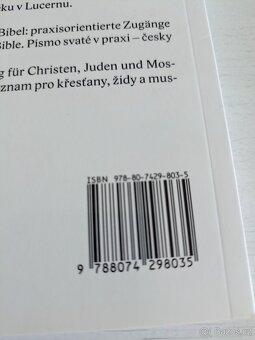 ku v Lucernu.
Bibel: praxisorientierte Zugänge
Bible. Písmo svaté v praxi – česky
g für Christen, Juden und Mos-
znam pro křesťany, židy a mus-
ISBN 978-80-7429-803-5
9 788074 298035